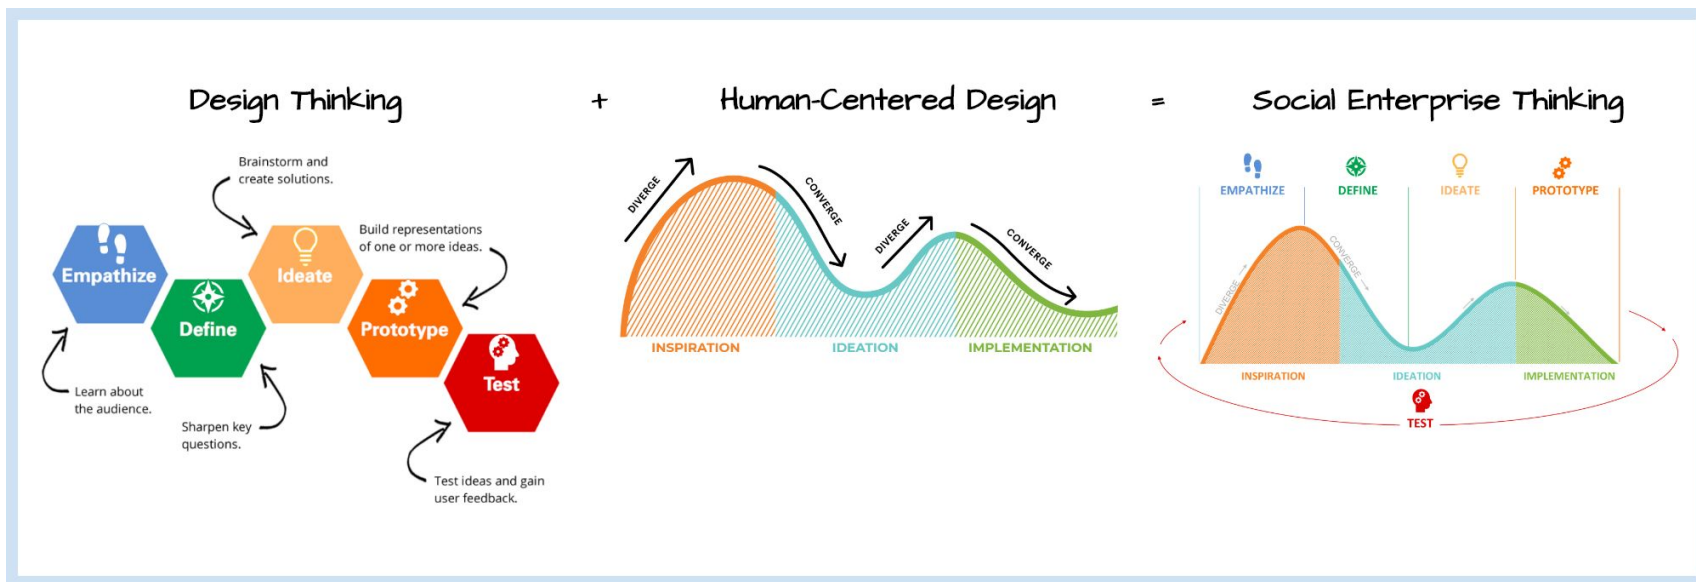 Design Thinking + Human-Centered Design = Social Enterprise Thinking
Brainstorm and
create solutions.
Build representations
of one or more ideas.
Empathize
Define
Ideate
Prototype
Test
Learn about
the audience.
Sharpen key
questions.
Test ideas and gain
user feedback.
DIVERGE
CONVERGE
DIVERGE
CONVERGE
INSPIRATION
IDEATION
IMPLEMENTATION
EMPATHIZE
DEFINE
IDEATE
PROTOTYPE
DIVERGE
CONVERGE
INSPIRATION
IDEATION
IMPLEMENTATION
TEST